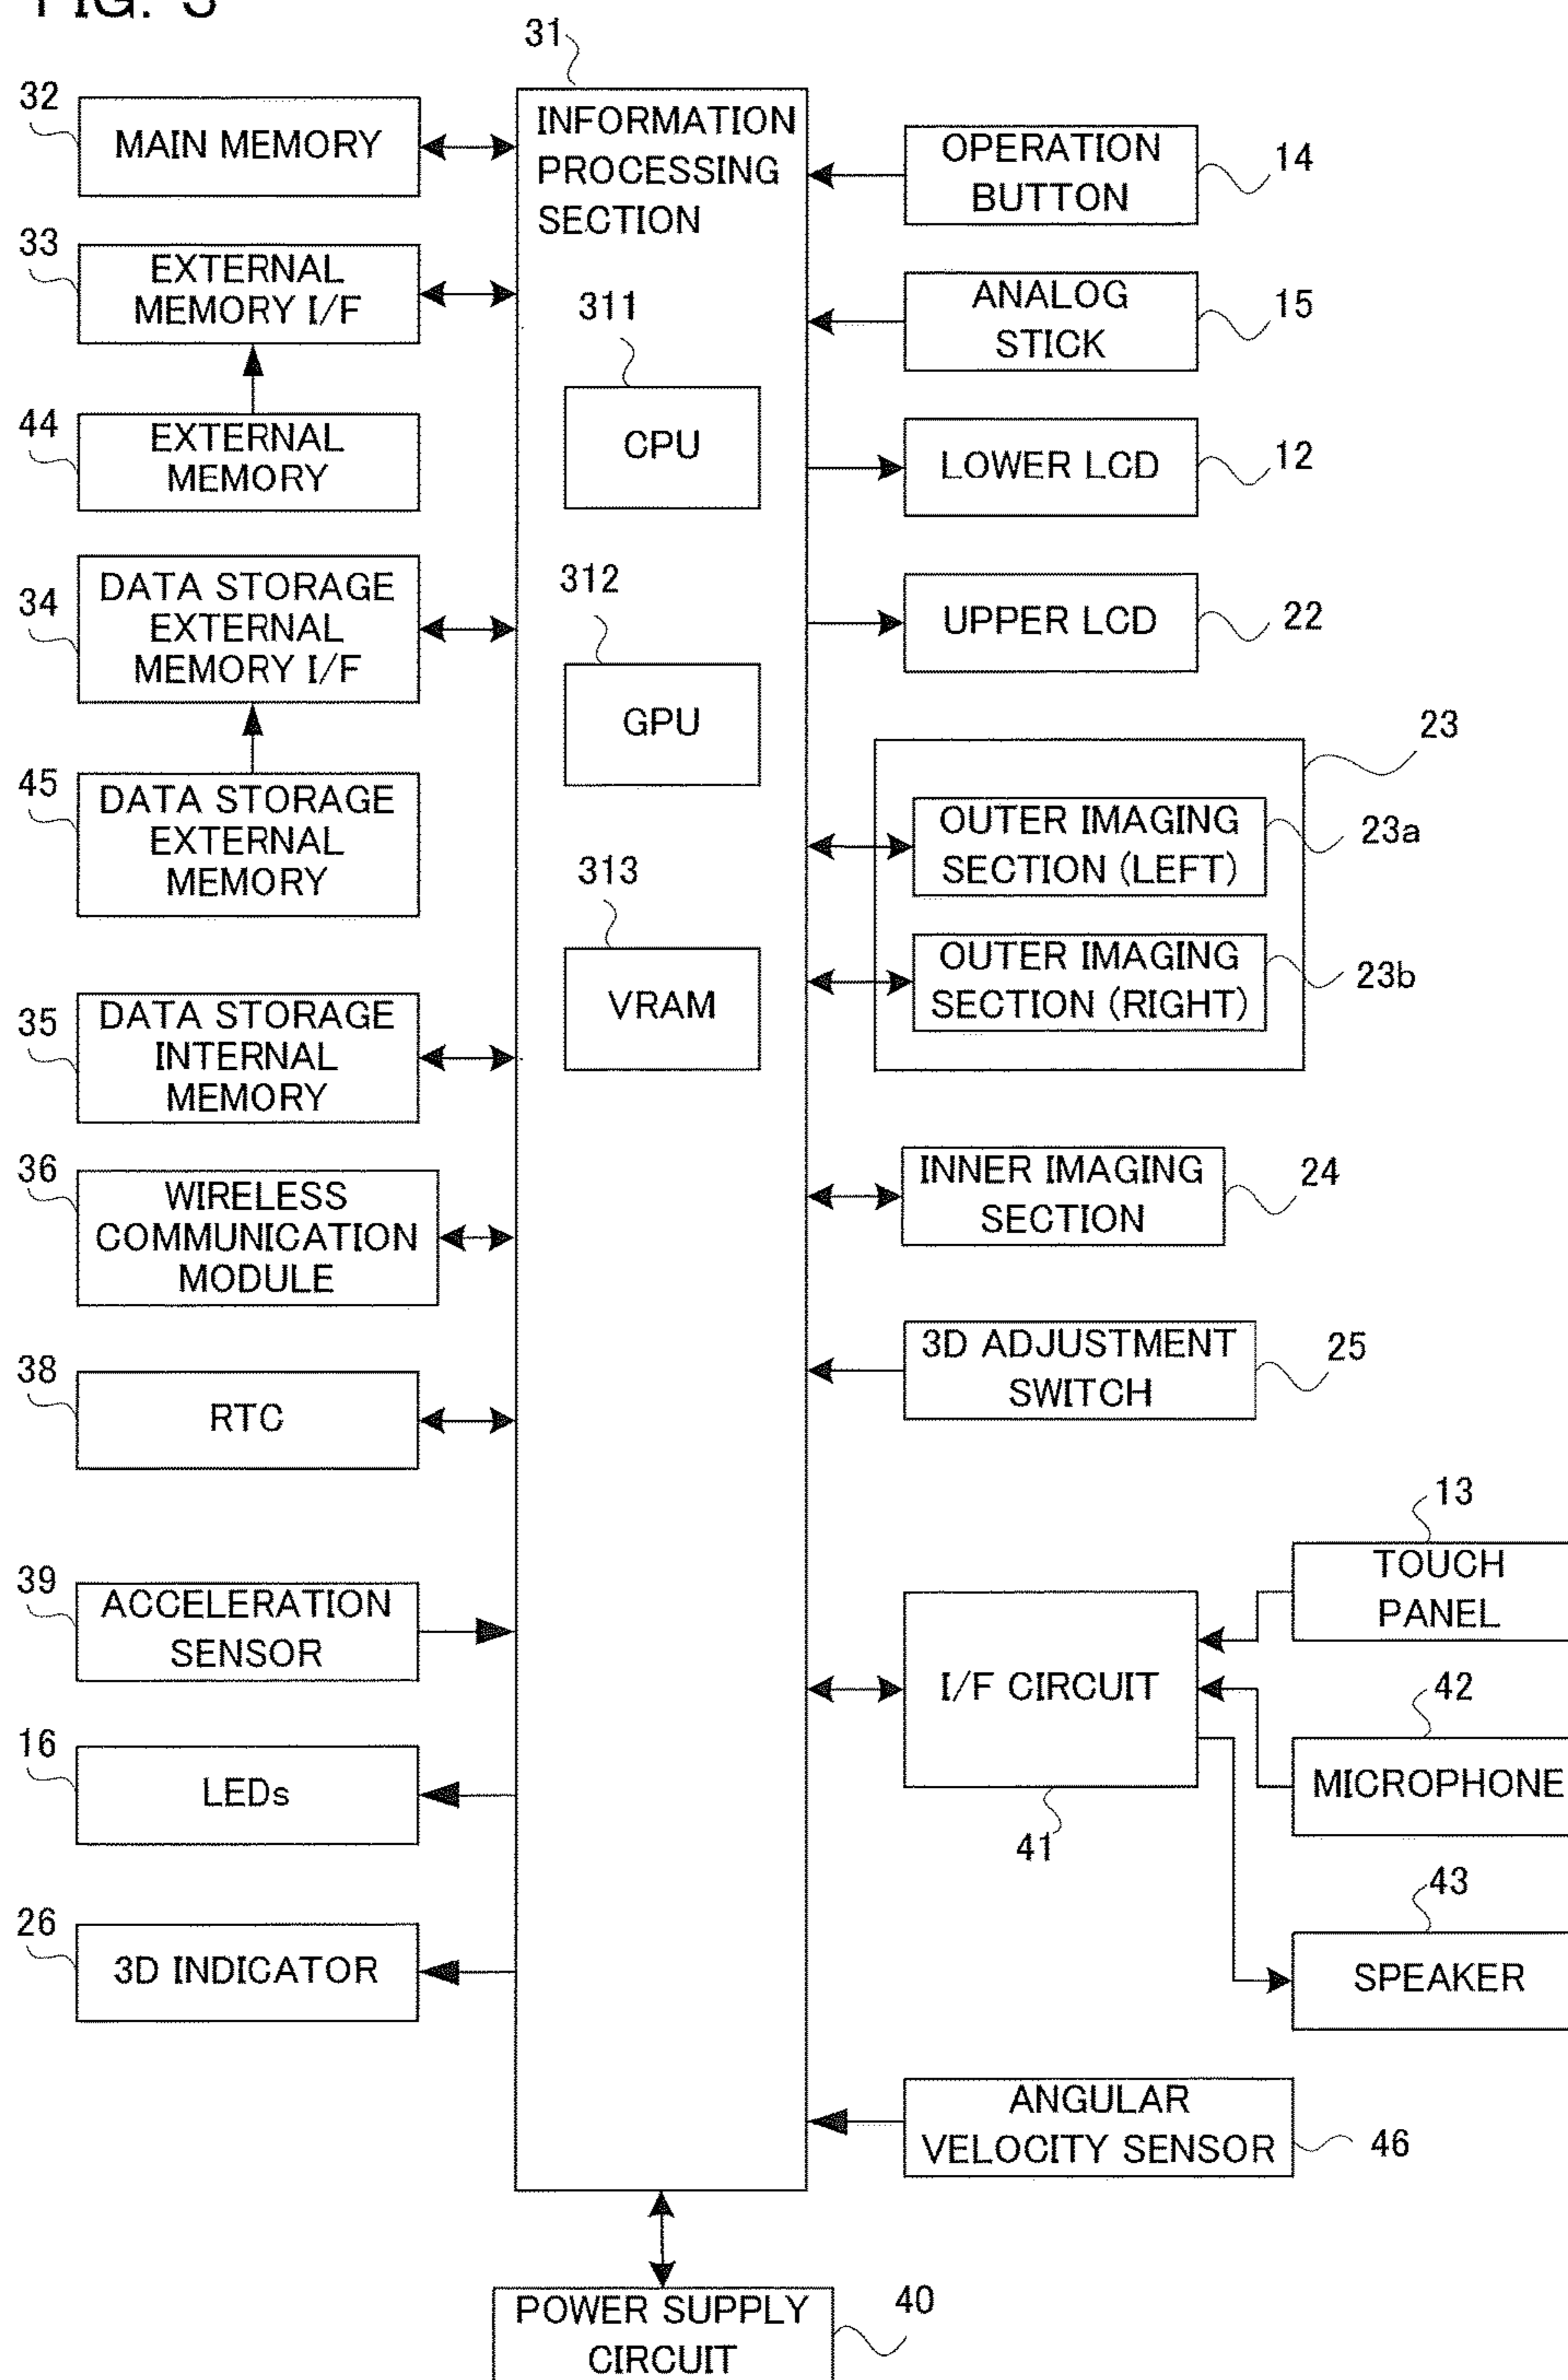 FIG. 3
31
32
MAIN MEMORY
33
EXTERNAL
MEMORY I/F
44
EXTERNAL
MEMORY
34
DATA STORAGE
EXTERNAL
MEMORY I/F
45
DATA STORAGE
EXTERNAL
MEMORY
35
DATA STORAGE
INTERNAL
MEMORY
36
WIRELESS
COMMUNICATION
MODULE
38
RTC
39
ACCELERATION
SENSOR
16
LEDs
26
3D INDICATOR
INFORMATION
PROCESSING
SECTION
311
CPU
312
GPU
313
VRAM
OPERATION
BUTTON
14
ANALOG
STICK
15
LOWER LCD
12
UPPER LCD
22
23
OUTER IMAGING
SECTION (LEFT)
23a
OUTER IMAGING
SECTION (RIGHT)
23b
INNER IMAGING
SECTION
24
3D ADJUSTMENT
SWITCH
25
13
TOUCH
PANEL
I/F CIRCUIT
41
42
MICROPHONE
43
SPEAKER
ANGULAR
VELOCITY SENSOR
46
POWER SUPPLY
CIRCUIT
40